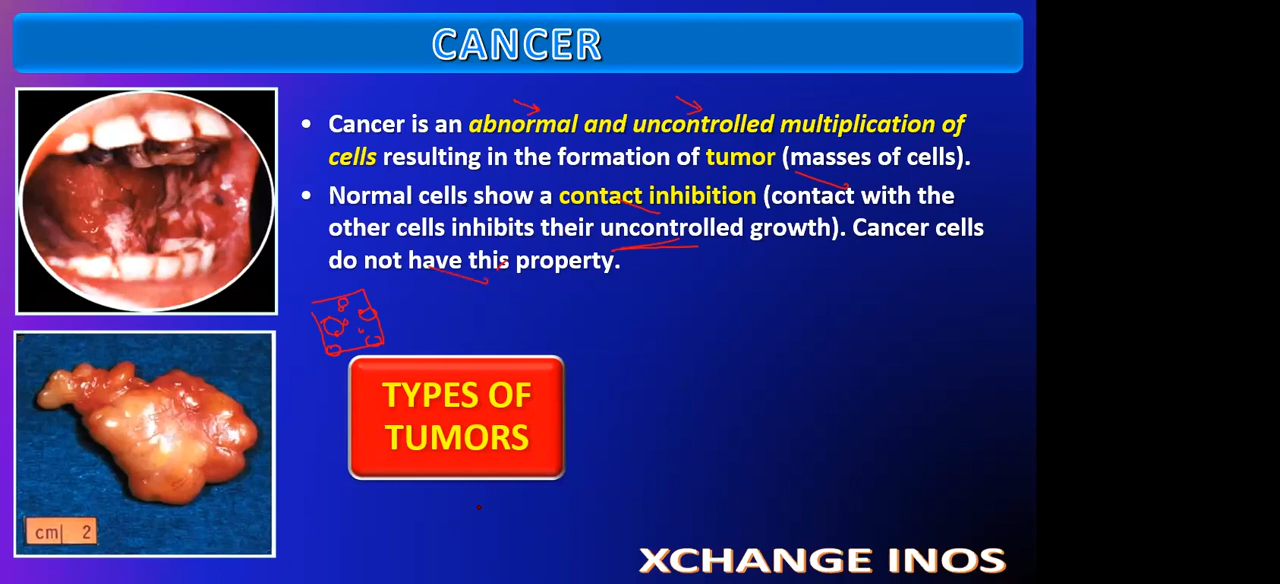 CANCER
• Cancer is an abnormal and uncontrolled multiplication of
cells resulting in the formation of tumor (masses of cells).
• Normal cells show a contact inhibition (contact with the
other cells inhibits their uncontrolled growth). Cancer cells
do not have this property.
TYPES OF
TUMORS
cm 2
XCHANGE INOS